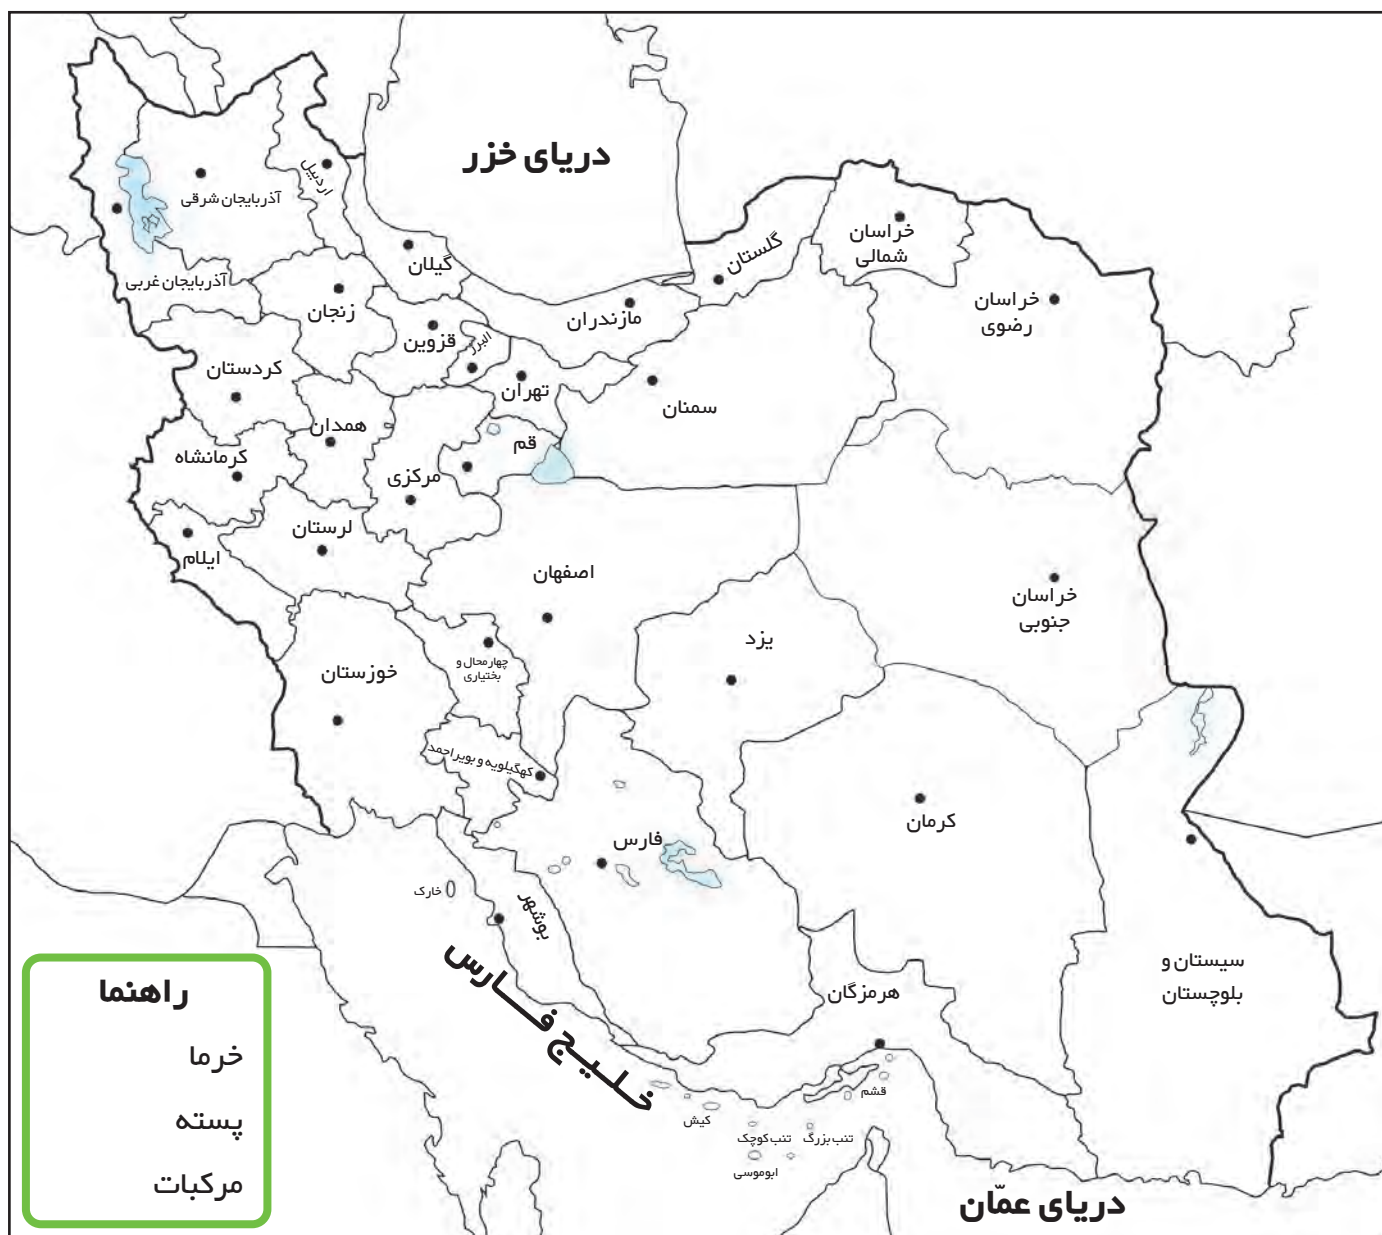 دریای خزر
اردبیل
آذربایجان شرقی
آذربایجان غربی
گیلان
گلستان
خراسان
شمالی
خراسان
رضوی
زنجان
قزوین
البرز
مازندران
کردستان
تهران
سمنان
همدان
قم
کرمانشاه
مرکزی
لرستان
ایلام
اصفهان
خراسان
جنوبی
یزد
چهارمحال و
بختیاری
خوزستان
کهگیلویه و بویراحمد
کرمان
فارس
خارک
بوشهر
سیستان و
بلوچستان
هرمزگان
خلیج فارس
قشم
کیش
تنب کوچک
تنب بزرگ
ابوموسی
دریای عمّان
راهنما
خرما
پسته
مرکبات